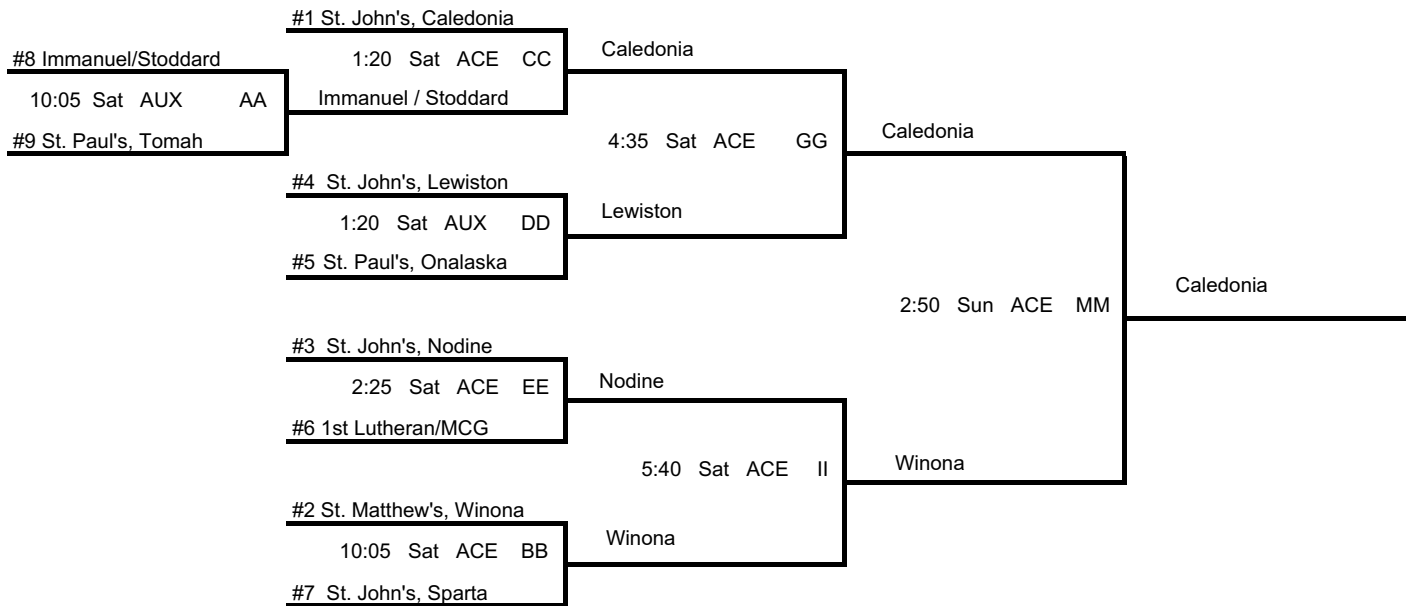 #1 St. John's, Caledonia
#8 Immanuel/Stoddard
1:20 Sat ACE CC
Caledonia
10:05 Sat AUX AA
Immanuel / Stoddard
#9 St. Paul's, Tomah
4:35 Sat ACE GG
Caledonia
#4 St. John's, Lewiston
1:20 Sat AUX DD
Lewiston
#5 St. Paul's, Onalaska
2:50 Sun ACE MM
Caledonia
#3 St. John's, Nodine
2:25 Sat ACE EE
Nodine
#6 1st Lutheran/MCG
5:40 Sat ACE II
Winona
#2 St. Matthew's, Winona
10:05 Sat ACE BB
Winona
#7 St. John's, Sparta